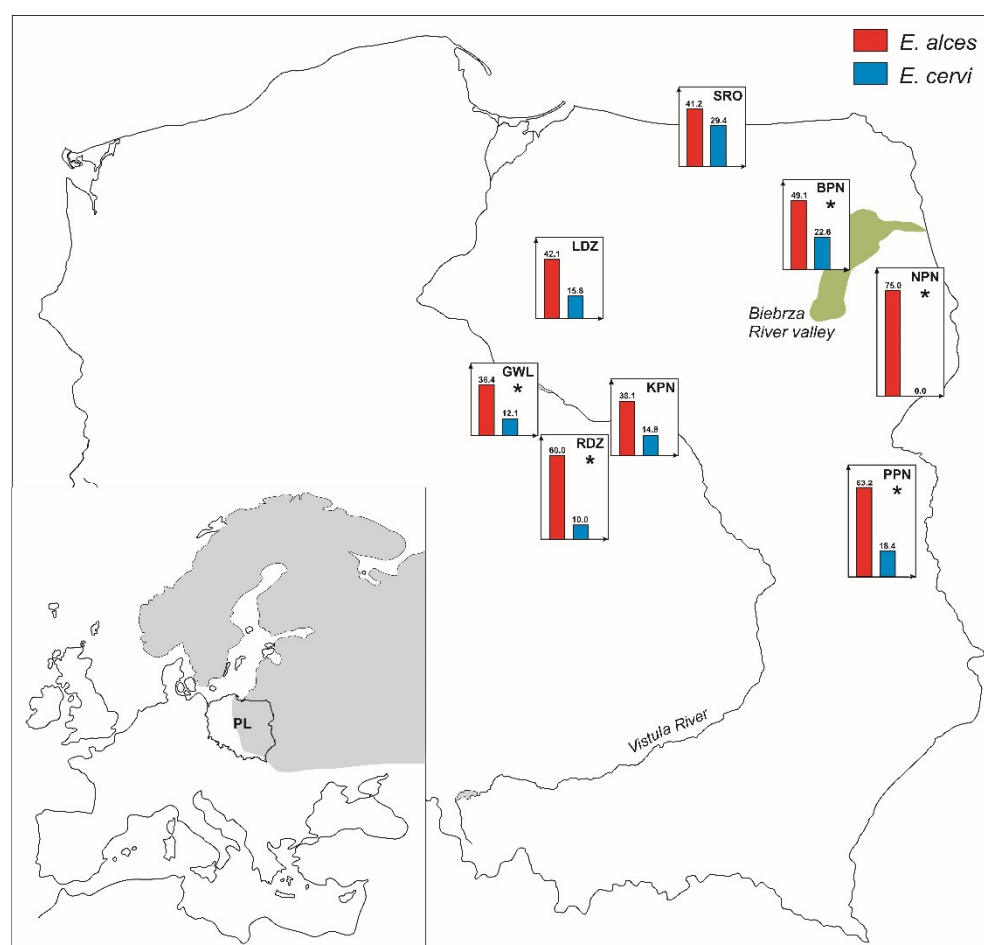 E. alces
E. cervi
SRO
41.2
29.4
BPN
*
49.1
22.6
LDZ
42.1
15.8
NPN
*
75.0
0.0
Biebrza
River valley
GWL
*
36.4
12.1
KPN
38.1
14.8
RDZ
*
60.0
10.0
PPN
*
63.2
18.4
PL
Vistula River